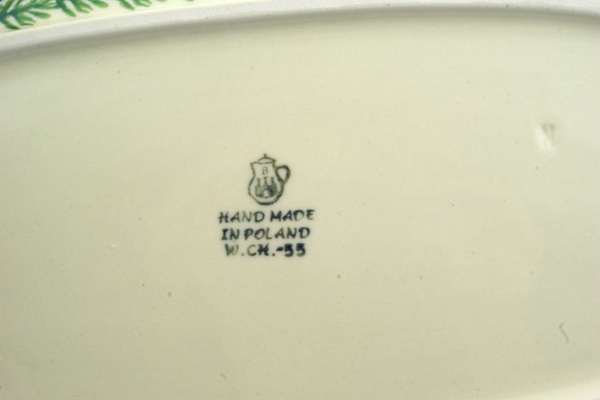 B
HAND MADE
IN POLAND
W.CH.-55